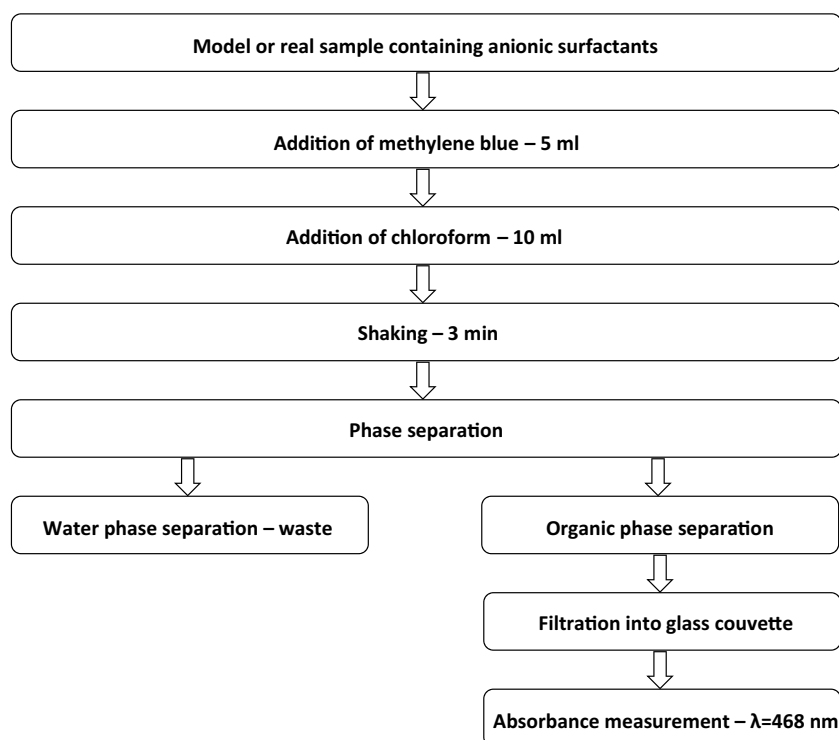 Model or real sample containing anionic surfactants
Addition of methylene blue – 5 ml
Addition of chloroform – 10 ml
Shaking – 3 min
Phase separation
Water phase separation – waste
Organic phase separation
Filtration into glass couvette
Absorbance measurement – λ=468 nm